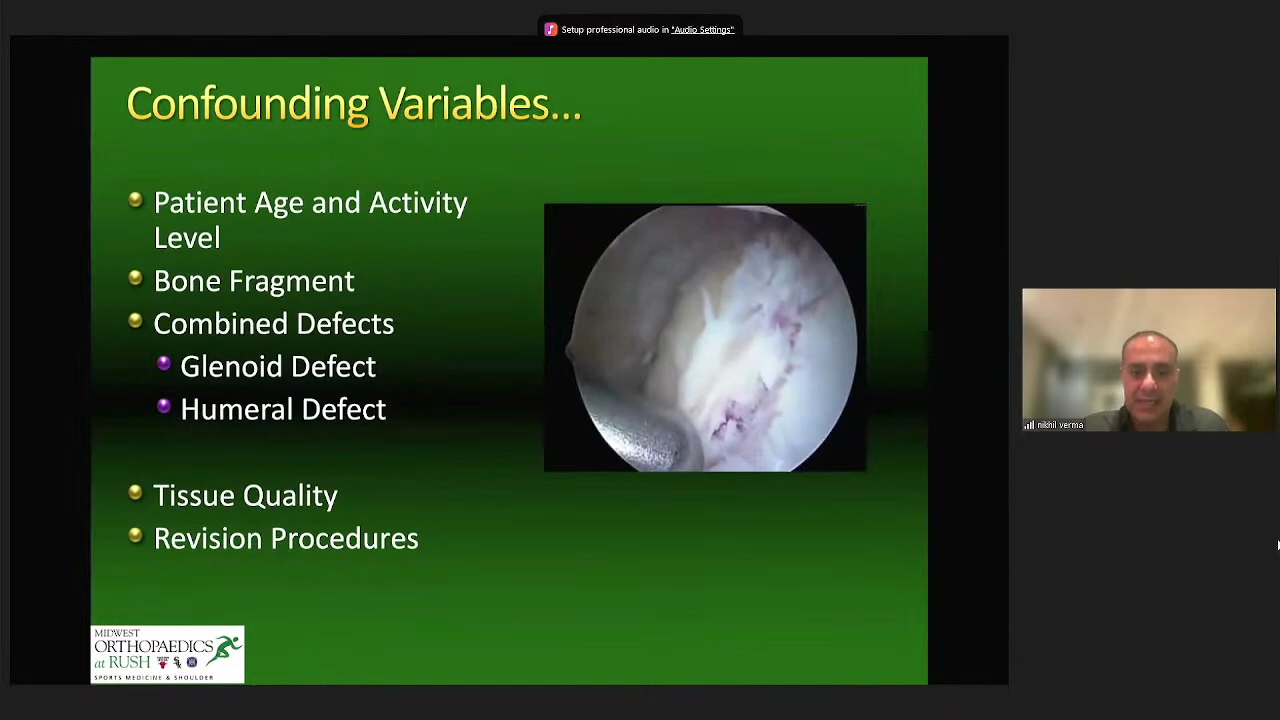 Setup professional audio in "Audio Settings"
Confounding Variables...
Patient Age and Activity
Level
Bone Fragment
Combined Defects
Glenoid Defect
Humeral Defect
Tissue Quality
Revision Procedures
nikhil verma
MIDWEST
ORTHOPAEDICS
at RUSH
SPORTS MEDICINE & SHOULDER